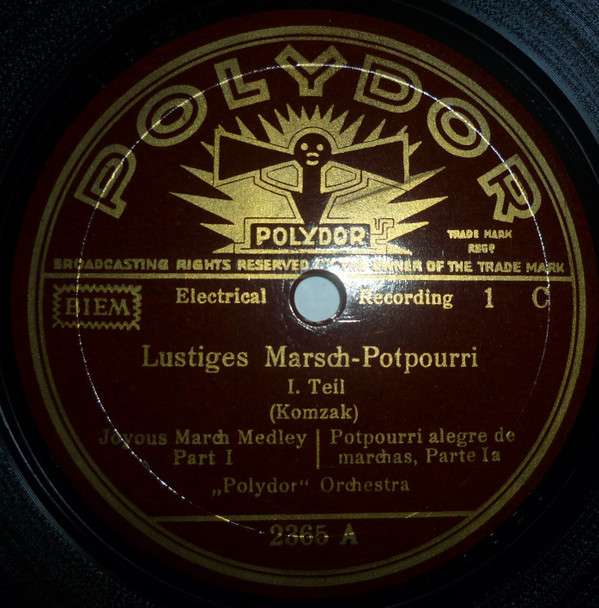 POLYDOR
POLYDOR
TRADE MARK
REGD
BROADCASTING RIGHTS RESERVED BY THE OWNER OF THE TRADE MARK
BIEM
Electrical Recording 1 C
Lustiges Marsch-Potpourri
I. Teil
(Komzak)
Joyous March Medley | Potpourri alegre de
Part I | marchas, Parte Ia
„Polydor“ Orchestra
2365 A